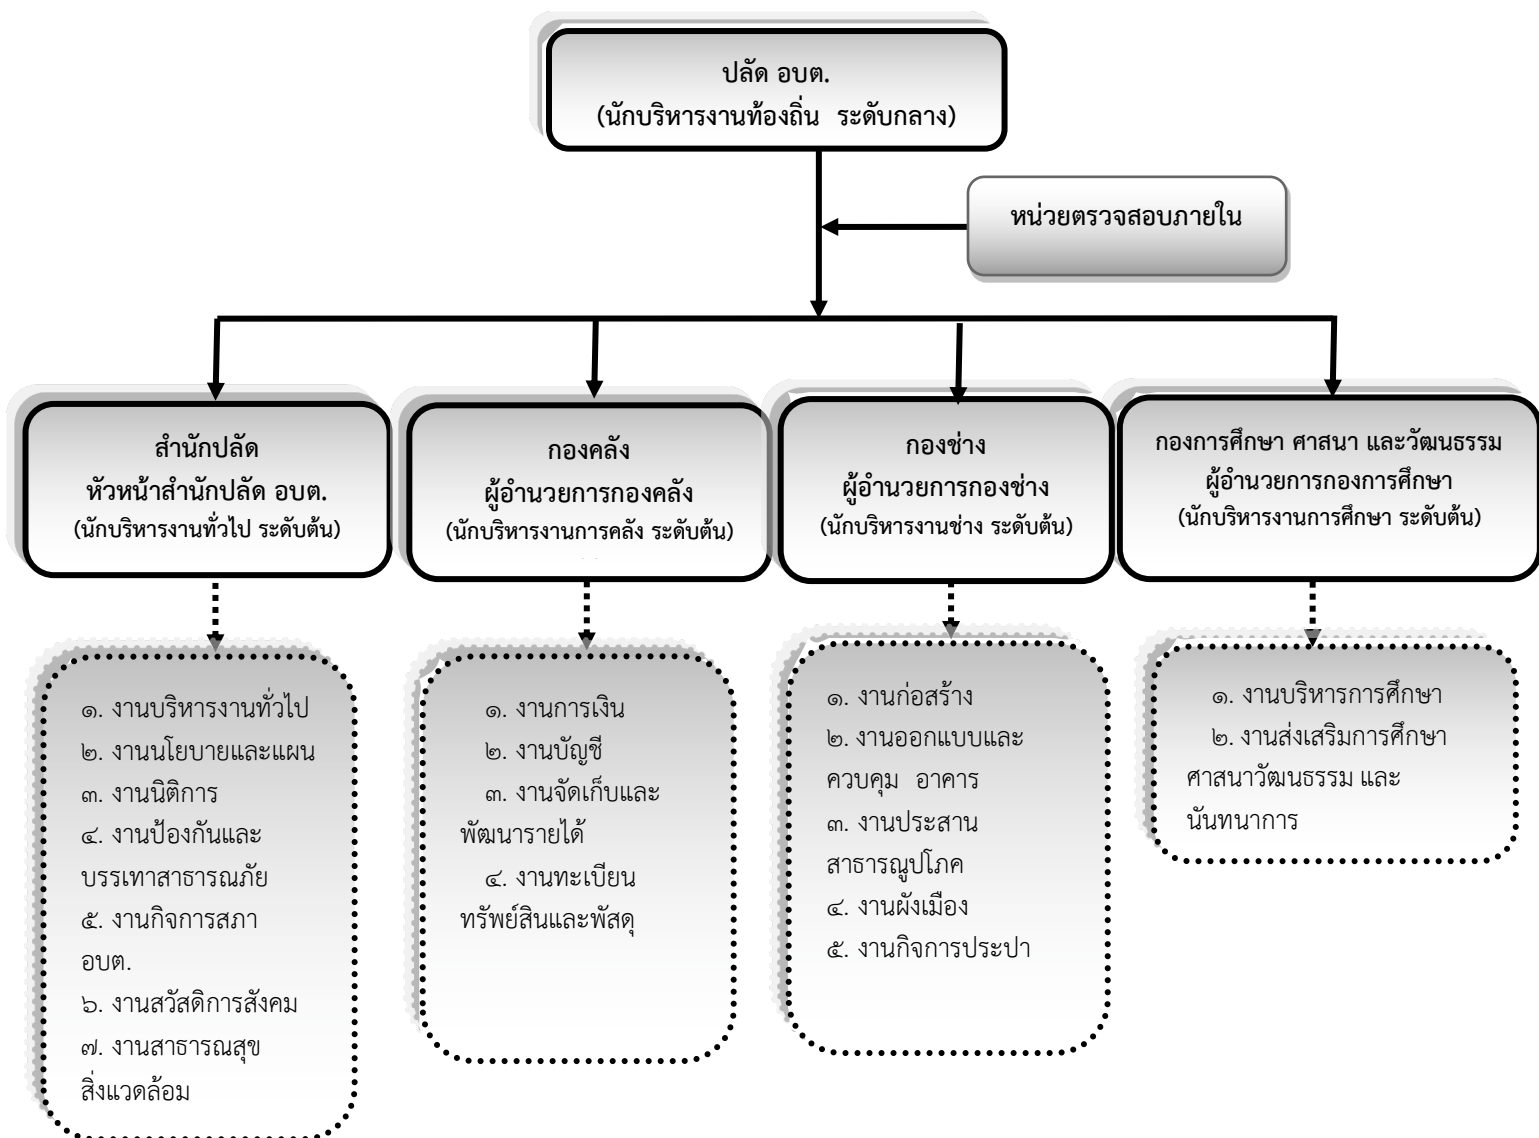 ปลัด อบต.
(นักบริหารงานท้องถิ่น ระดับกลาง)
หน่วยตรวจสอบภายใน
สำนักปลัด
หัวหน้าสำนักปลัด อบต.
(นักบริหารงานทั่วไป ระดับต้น)
กองคลัง
ผู้อำนวยการกองคลัง
(นักบริหารงานการคลัง ระดับต้น)
กองช่าง
ผู้อำนวยการกองช่าง
(นักบริหารงานช่าง ระดับต้น)
กองการศึกษา ศาสนา และวัฒนธรรม
ผู้อำนวยการกองการศึกษา
(นักบริหารงานการศึกษา ระดับต้น)
๑. งานบริหารงานทั่วไป
๒. งานนโยบายและแผน
๓. งานนิติการ
๔. งานป้องกันและ
บรรเทาสาธารณภัย
๕. งานกิจการสภา
อบต.
๖. งานสวัสดิการสังคม
๗. งานสาธารณสุข
สิ่งแวดล้อม
๑. งานการเงิน
๒. งานบัญชี
๓. งานจัดเก็บและ
พัฒนารายได้
๔. งานทะเบียน
ทรัพย์สินและพัสดุ
๑. งานก่อสร้าง
๒. งานออกแบบและ
ควบคุม อาคาร
๓. งานประสาน
สาธารณูปโภค
๔. งานผังเมือง
๕. งานกิจการประปา
๑. งานบริหารการศึกษา
๒. งานส่งเสริมการศึกษา
ศาสนาวัฒนธรรม และ
นันทนาการ